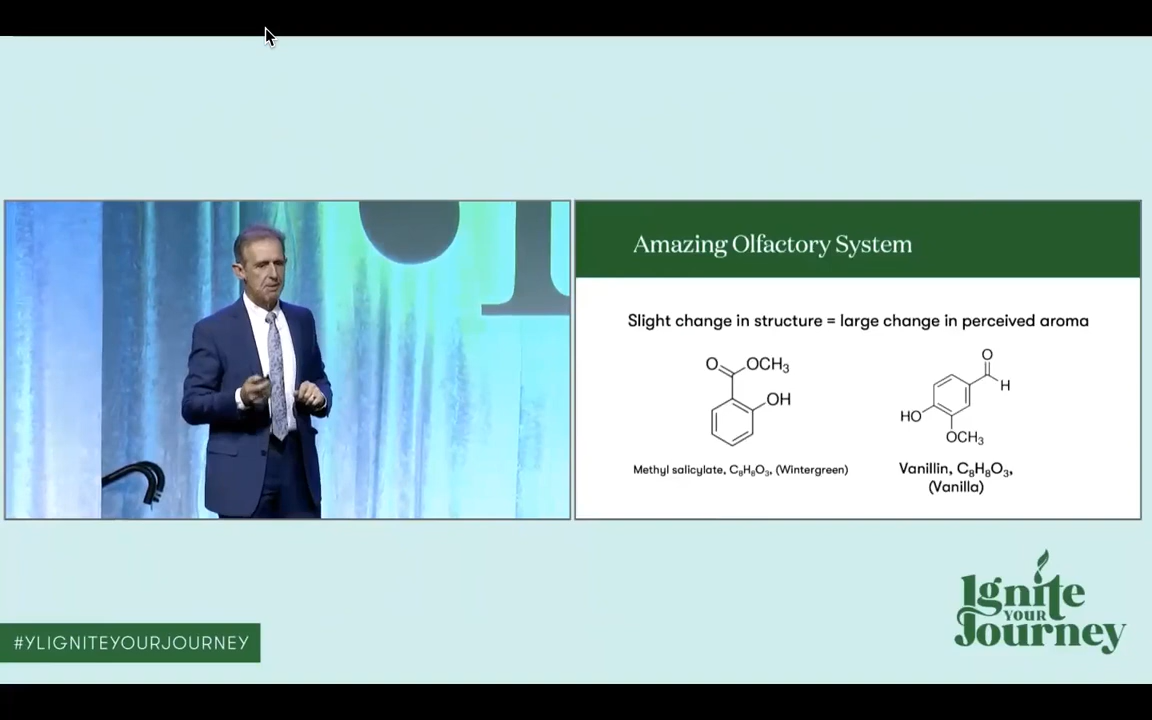 Amazing Olfactory System
Slight change in structure = large change in perceived aroma
O OCH₃
OH
Methyl salicylate, C₈H₈O₃, (Wintergreen)
O
H
HO
OCH₃
Vanillin, C₈H₈O₃,
(Vanilla)
Ignite
YOUR
Journey
#YLIGNITEYOURJOURNEY